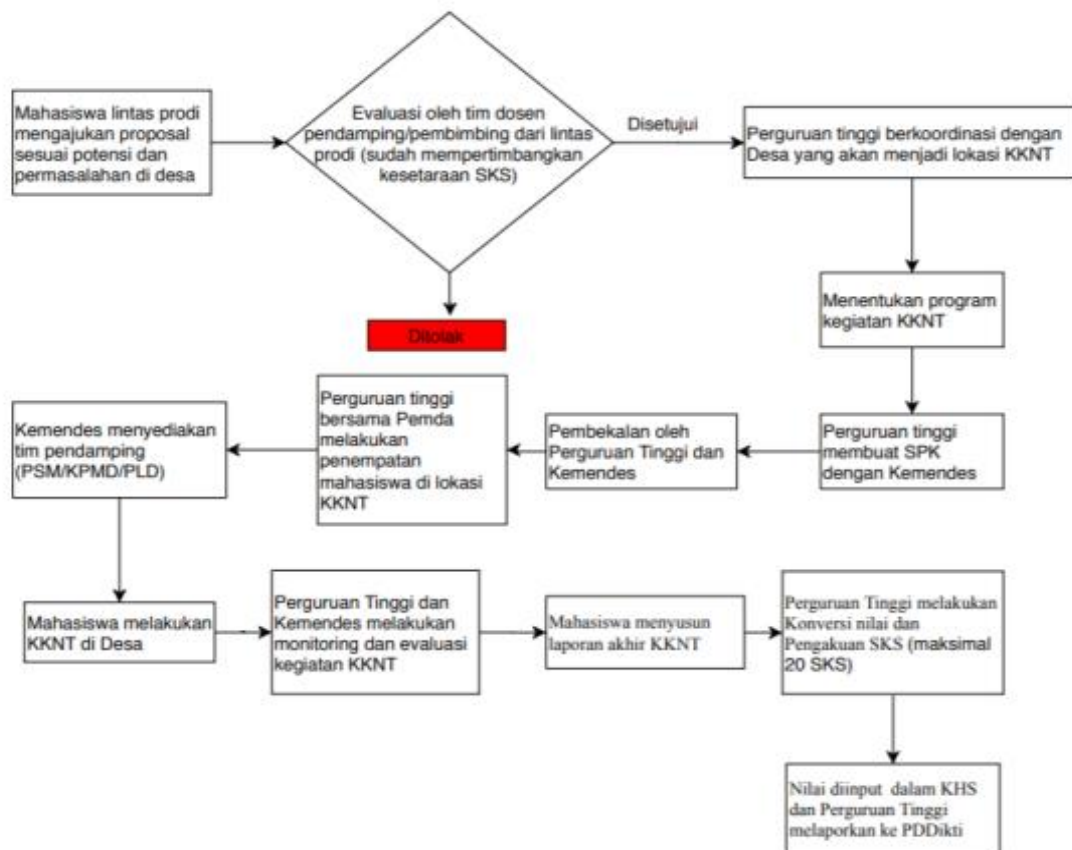 Mahasiswa lintas prodi
mengajukan proposal
sesuai potensi dan
permasalahan di desa
Evaluasi oleh tim dosen
pendamping/pembimbing dari lintas
prodi (sudah mempertimbangkan
kesetaraan SKS)
Disetujui
Perguruan tinggi berkoordinasi dengan
Desa yang akan menjadi lokasi KKNT
Ditolak
Menentukan program
kegiatan KKNT
Perguruan tinggi
membuat SPK
dengan Kemendes
Pembekalan oleh
Perguruan Tinggi dan
Kemendes
Perguruan tinggi
bersama Pemda
melakukan
penempatan
mahasiswa di lokasi
KKNT
Kemendes menyediakan
tim pendamping
(PSM/KPMD/PLD)
Mahasiswa melakukan
KKNT di Desa
Perguruan Tinggi dan
Kemendes melakukan
monitoring dan evaluasi
kegiatan KKNT
Mahasiswa menyusun
laporan akhir KKNT
Perguruan Tinggi melakukan
Konversi nilai dan
Pengakuan SKS (maksimal
20 SKS)
Nilai diinput dalam KHS
dan Perguruan Tinggi
melaporkan ke PDDikti